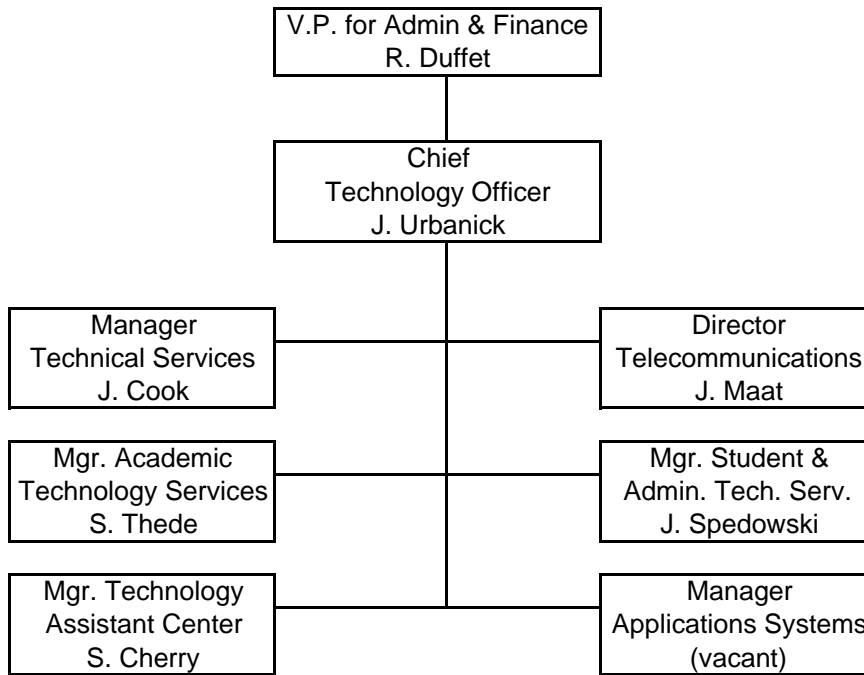 V.P. for Admin & Finance
R. Duffet
Chief
Technology Officer
J. Urbanick
Manager
Technical Services
J. Cook
Director
Telecommunications
J. Maat
Mgr. Academic
Technology Services
S. Thede
Mgr. Student &
Admin. Tech. Serv.
J. Spedowski
Mgr. Technology
Assistant Center
S. Cherry
Manager
Applications Systems
(vacant)